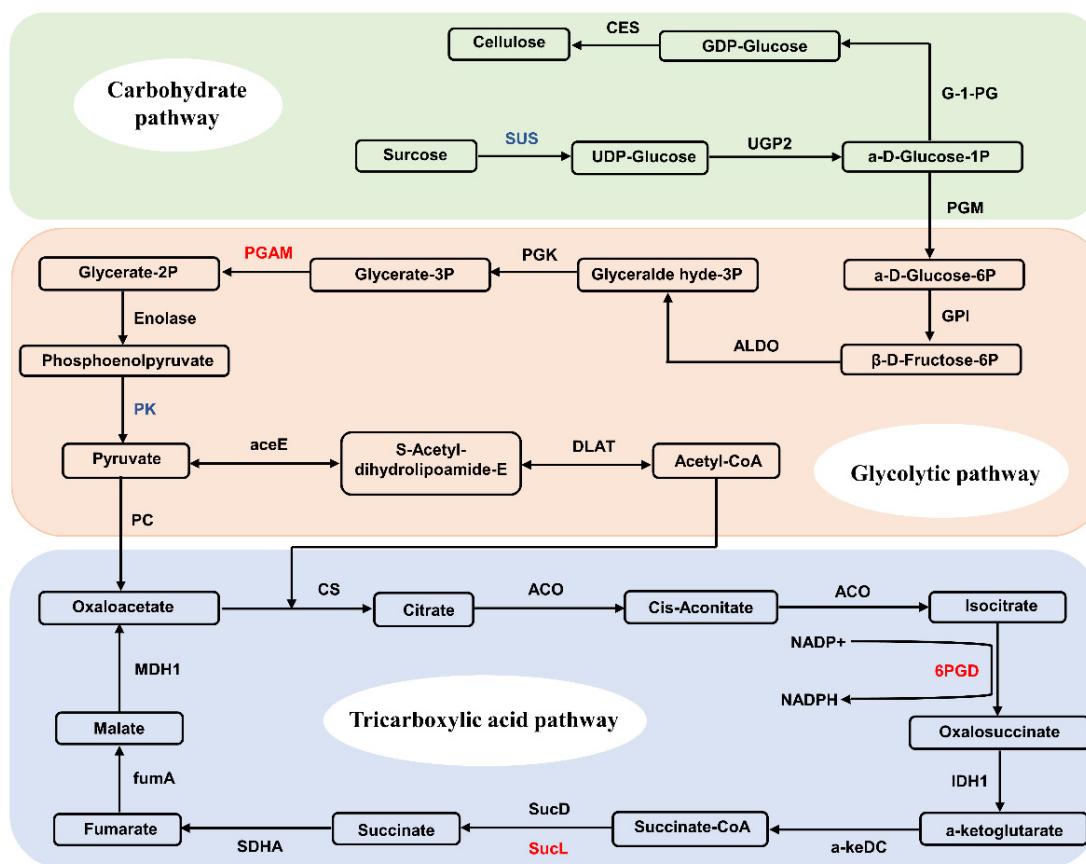 CES
Cellulose
GDP-Glucose
Carbohydrate
pathway
G-1-PG
SUS
UGP2
Surcose
UDP-Glucose
a-D-Glucose-1P
PGM
PGAM
PGK
Glycerate-2P
Glycerate-3P
Glyceralde hyde-3P
a-D-Glucose-6P
Enolase
GPI
ALDO
Phosphoenolpyruvate
β-D-Fructose-6P
PK
aceE
S-Acetyl-
dihydrolipoamide-E
DLAT
Pyruvate
Acetyl-CoA
Glycolytic pathway
PC
CS
ACO
ACO
Oxaloacetate
Citrate
Cis-Aconitate
Isocitrate
NADP+
MDH1
6PGD
NADPH
Malate
Tricarboxylic acid pathway
Oxalosuccinate
fumA
IDH1
SucD
Fumarate
Succinate
Succinate-CoA
a-ketoglutarate
SDHA
SucL
a-keDC